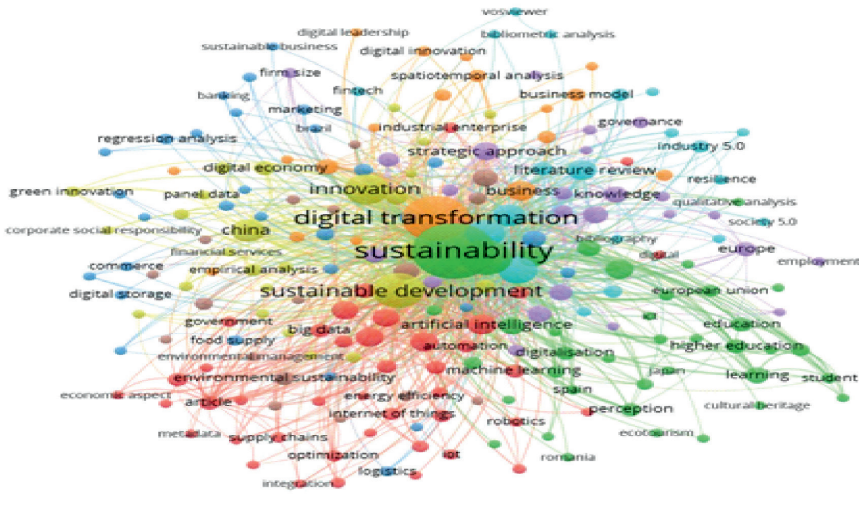 vosviewer
digital leadership
bibliometric analysis
sustainable business
digital innovation
firm size
spatiotemporal analysis
banking
fintech
business model
marketing
governance
brazil
industrial enterprise
regression analysis
strategic approach
industry 5.0
digital economy
literature review
resilience
green innovation
panel data
innovation
business
knowledge
qualitative analysis
digital transformation
society 5.0
corporate social responsibility
china
bibliography
financial services
sustainability
digital
europe
employment
commerce
empirical analysis
digital storage
sustainable development
european union
government
big data
artificial intelligence
ict
education
food supply
automation
digitalisation
higher education
environmental management
machine learning
japan
learning
student
environmental sustainability
spain
economic aspect
article
energy efficiency
internet of things
perception
cultural heritage
robotics
metadata
supply chains
ecotourism
optimization
iot
romania
logistics
integration